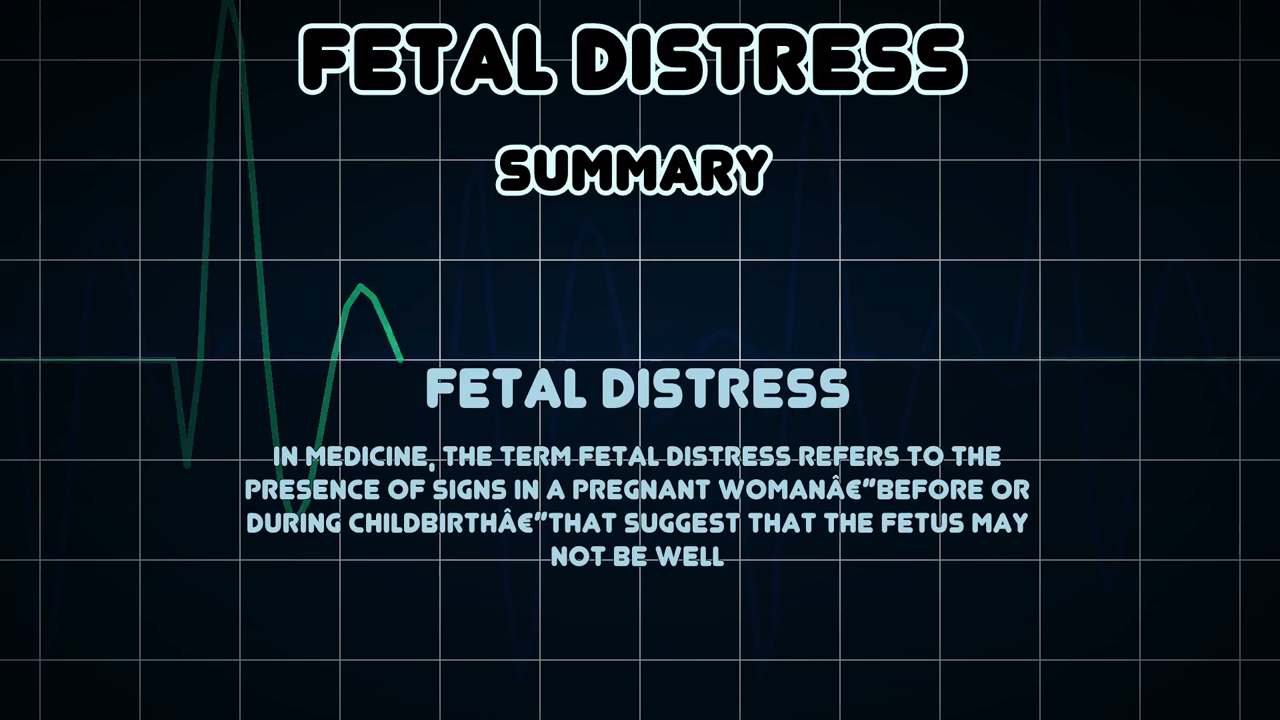 FETAL DISTRESS
SUMMARY
FETAL DISTRESS
IN MEDICINE, THE TERM FETAL DISTRESS REFERS TO THE
PRESENCE OF SIGNS IN A PREGNANT WOMANÂ€”BEFORE OR
DURING CHILDBIRTHÂ€”THAT SUGGEST THAT THE FETUS MAY
NOT BE WELL